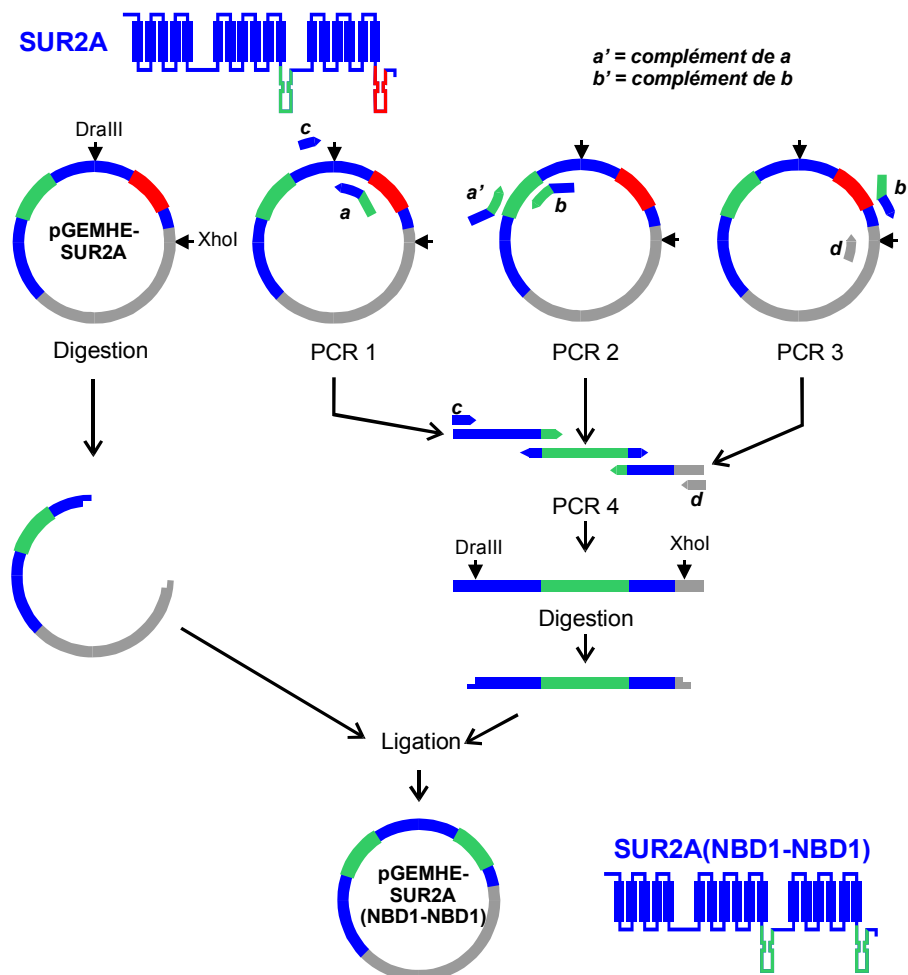 SUR2A
a' = complément de a
b' = complément de b
DraIII
c
a'
b
b
a
d
pGEMHE-
SUR2A
XhoI
Digestion
PCR 1
PCR 2
PCR 3
c
d
PCR 4
DraIII
XhoI
Digestion
Ligation
SUR2A(NBD1-NBD1)
pGEMHE-
SUR2A
(NBD1-NBD1)